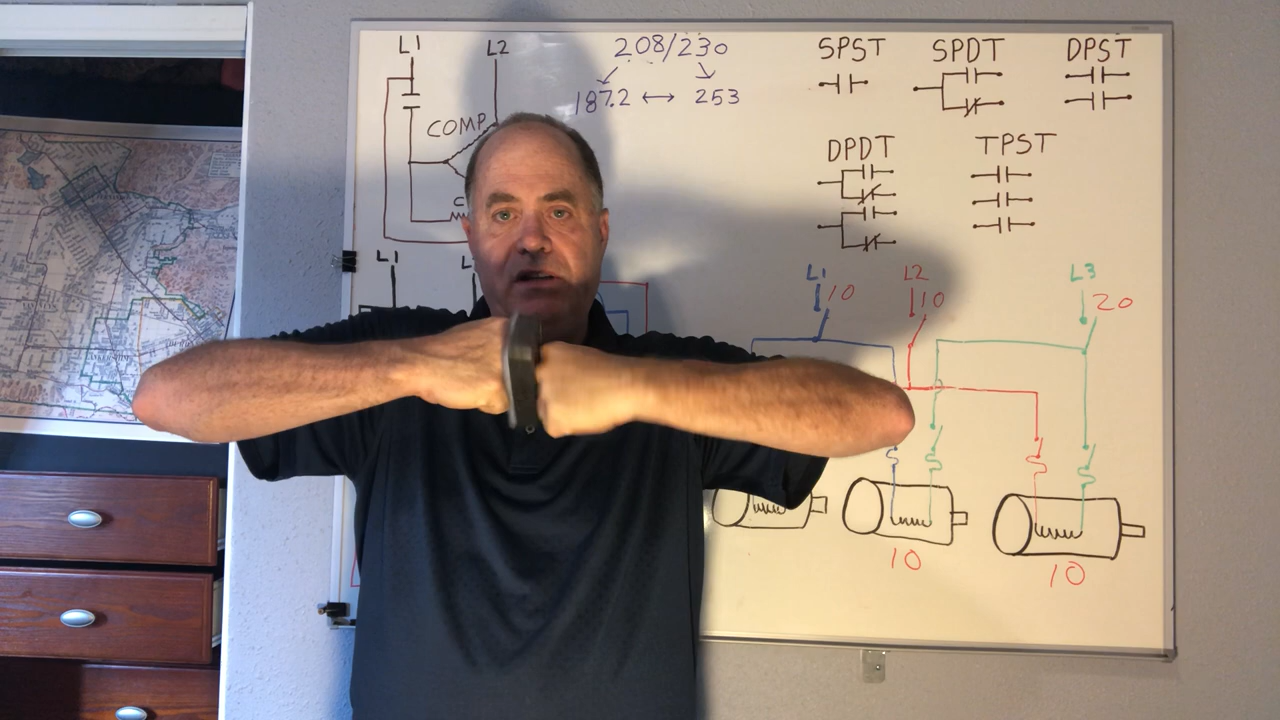 L1 L2 208/230 SPST SPDT DPST
187.2 ↔ 253
COMP
DPDT TPST
C
L1 L
L1 10 L2 10 L3 20
10 10